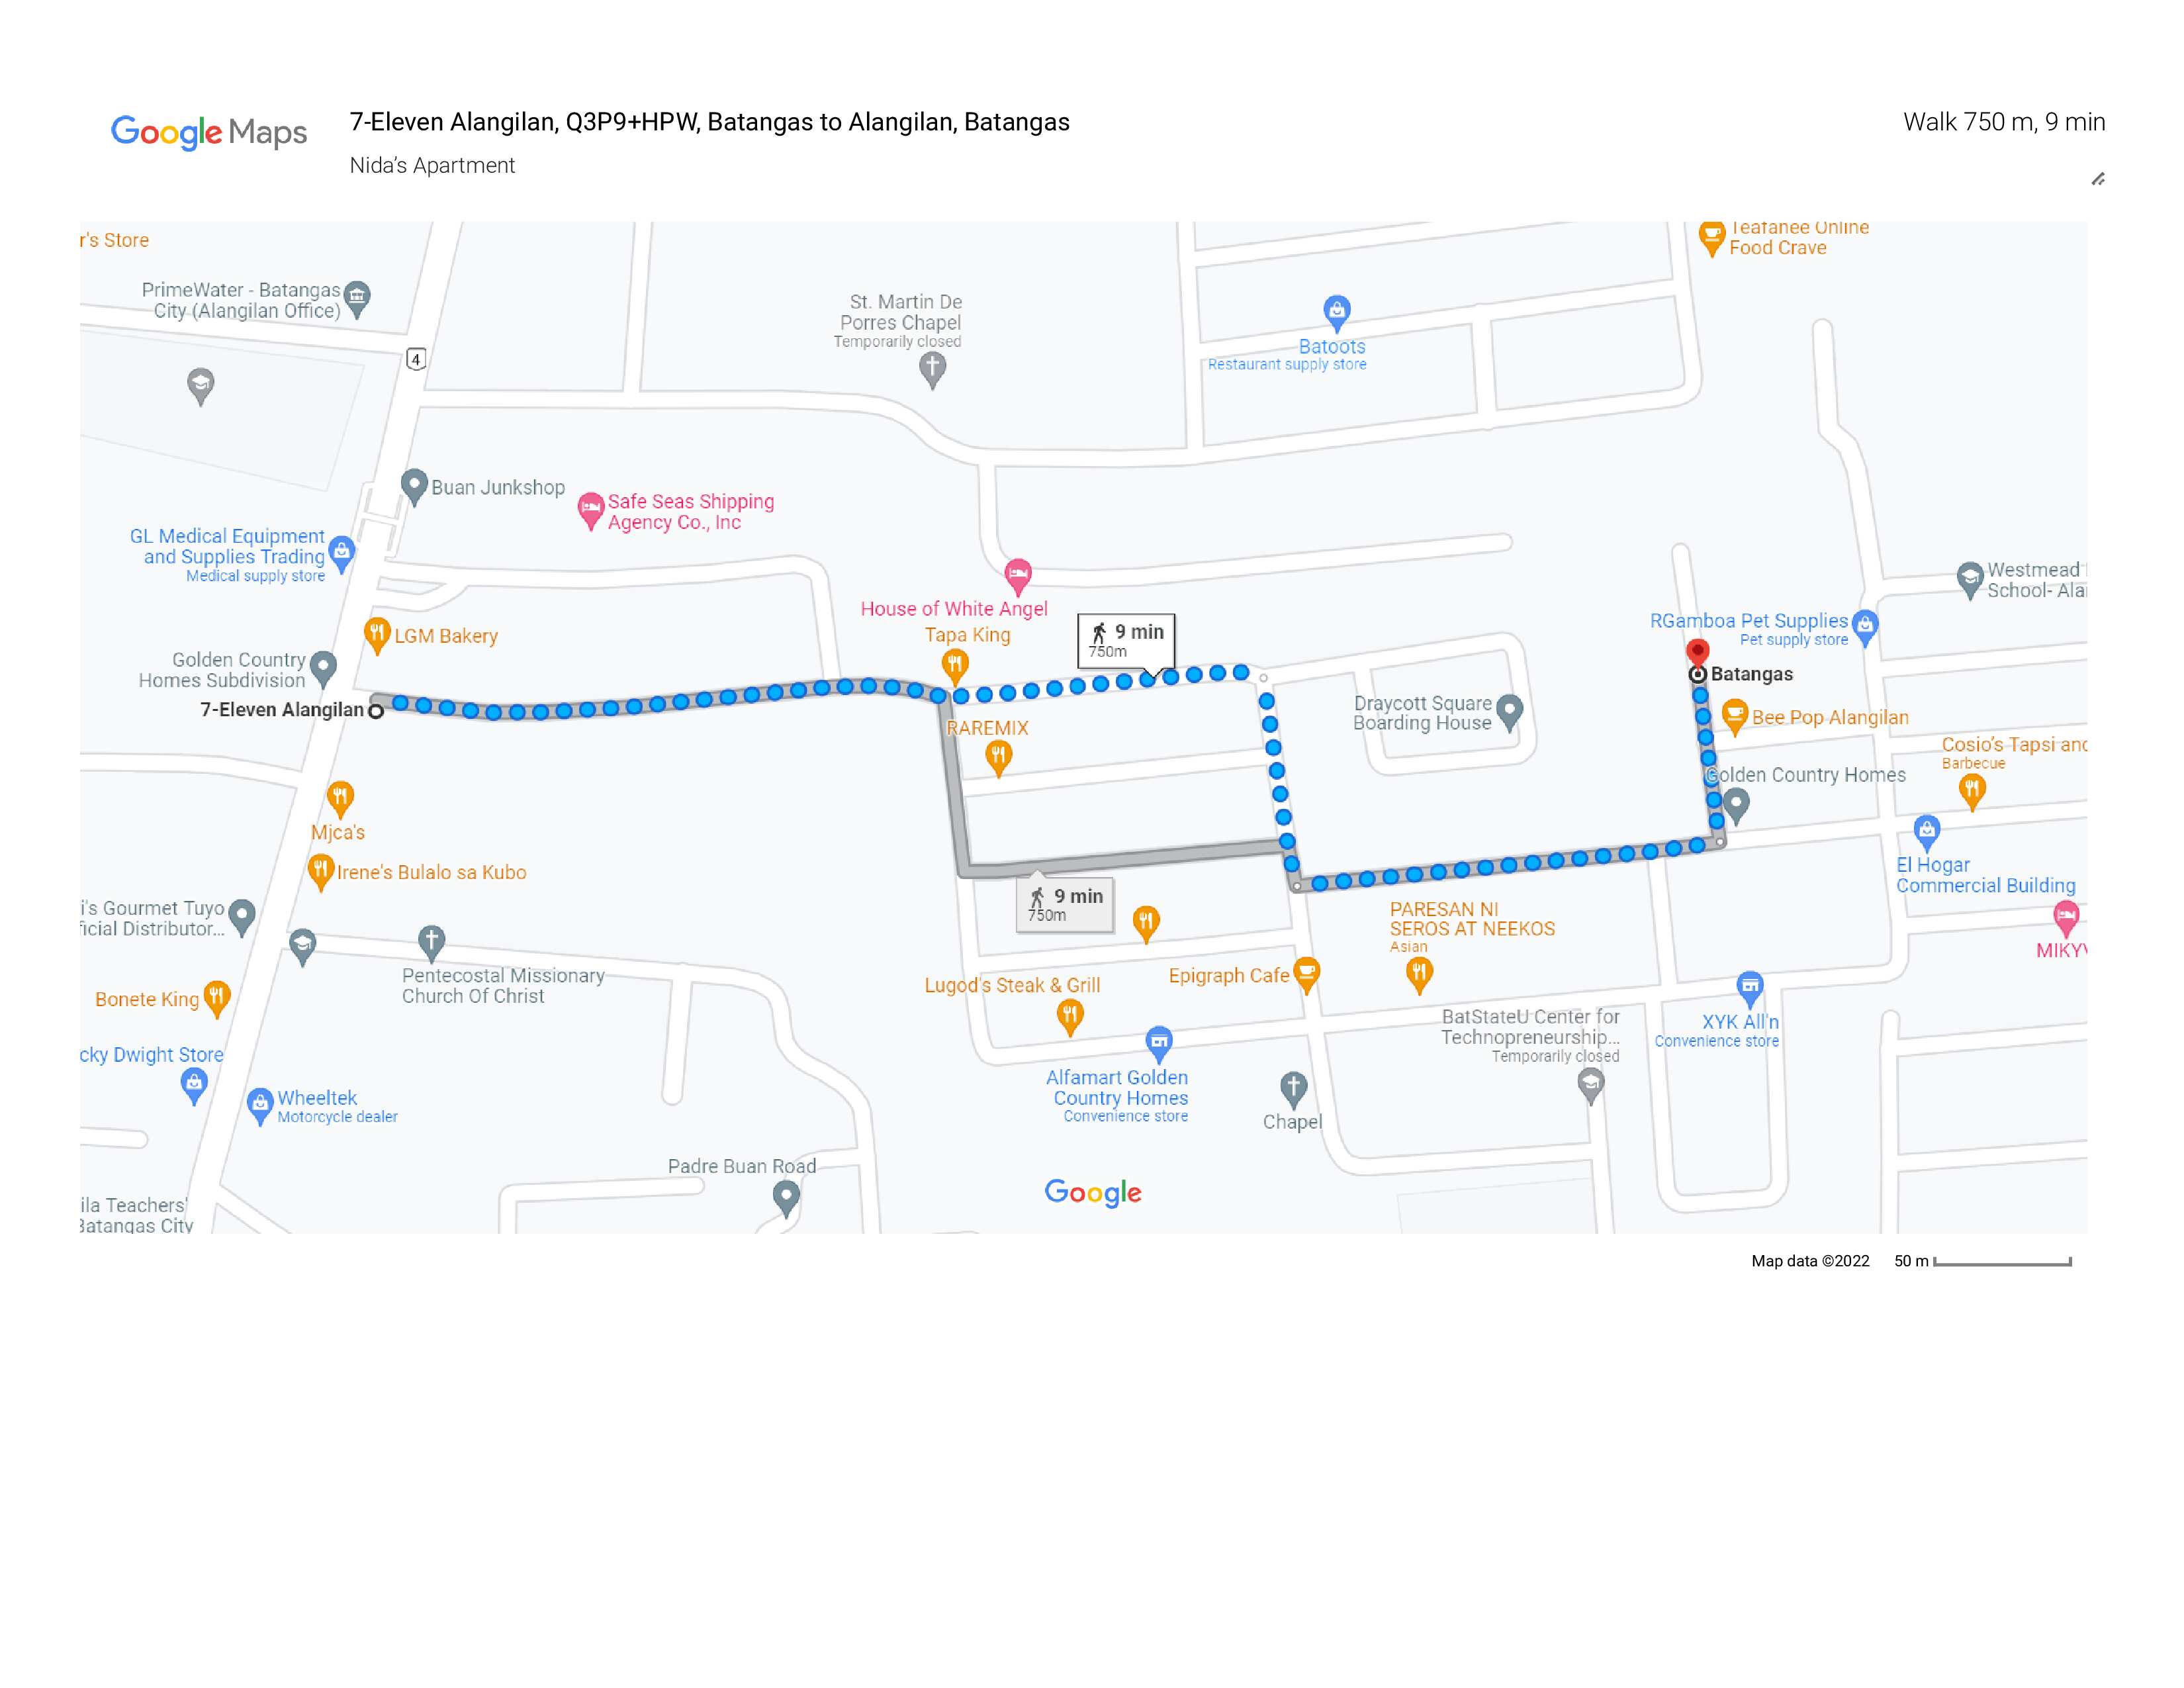 Google Maps
7-Eleven Alangilan, Q3P9+HPW, Batangas to Alangilan, Batangas
Walk 750 m, 9 min
Nida's Apartment
r's Store
Teafanee Online
Food Crave
PrimeWater - Batangas
City (Alangilan Office)
4
St. Martin De
Porres Chapel
Temporarily closed
Batoots
Restaurant supply store
Buan Junkshop
Safe Seas Shipping
Agency Co., Inc
GL Medical Equipment
and Supplies Trading
Medical supply store
Westmead
School- Ala
House of White Angel
Tapa King
9 min
750m
RGamboa Pet Supplies
Pet supply store
LGM Bakery
Golden Country
Homes Subdivision
7-Eleven Alangilan
Batangas
Draycott Square
Boarding House
Bee Pop Alangilan
RAREMIX
Cosio's Tapsi and
Barbecue
Golden Country Homes
Mjca's
Irene's Bulalo sa Kubo
El Hogar
Commercial Building
9 min
750m
i's Gourmet Tuyo
ficial Distributor...
PARESAN NI
SEROS AT NEEKOS
Asian
MIKY
Pentecostal Missionary
Church Of Christ
Lugod's Steak & Grill
Epigraph Cafe
Bonete King
BatStateU Center for
Technopreneurship...
Temporarily closed
XYK All'n
Convenience store
cky Dwight Store
Alfamart Golden
Country Homes
Convenience store
Wheeltek
Motorcycle dealer
Chapel
Padre Buan Road
Google
ila Teachers'
Batangas City
Map data ©2022
50 m